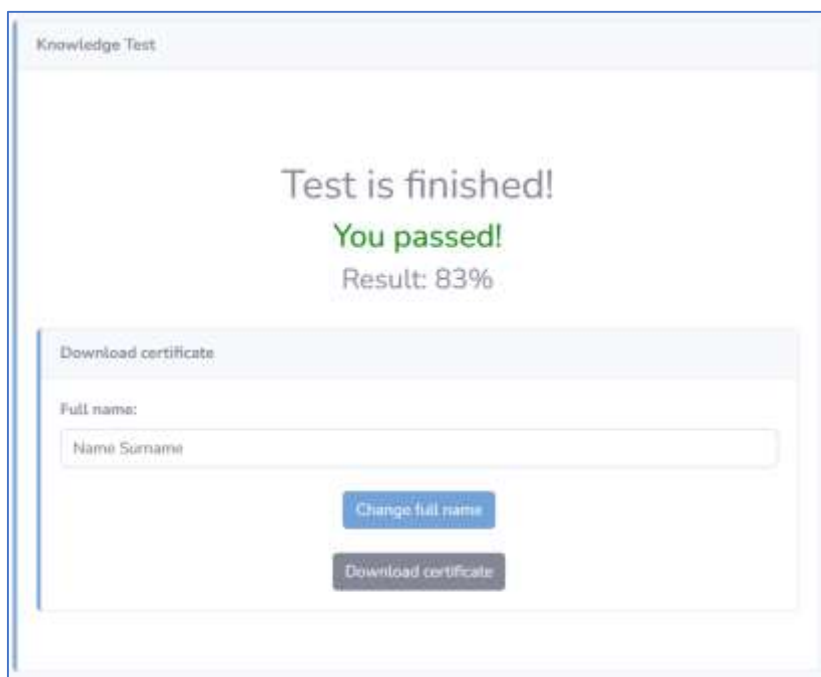 Knowledge Test
Test is finished!
You passed!
Result: 83%
Download certificate
Full name:
Name Surname
Change full name
Download certificate